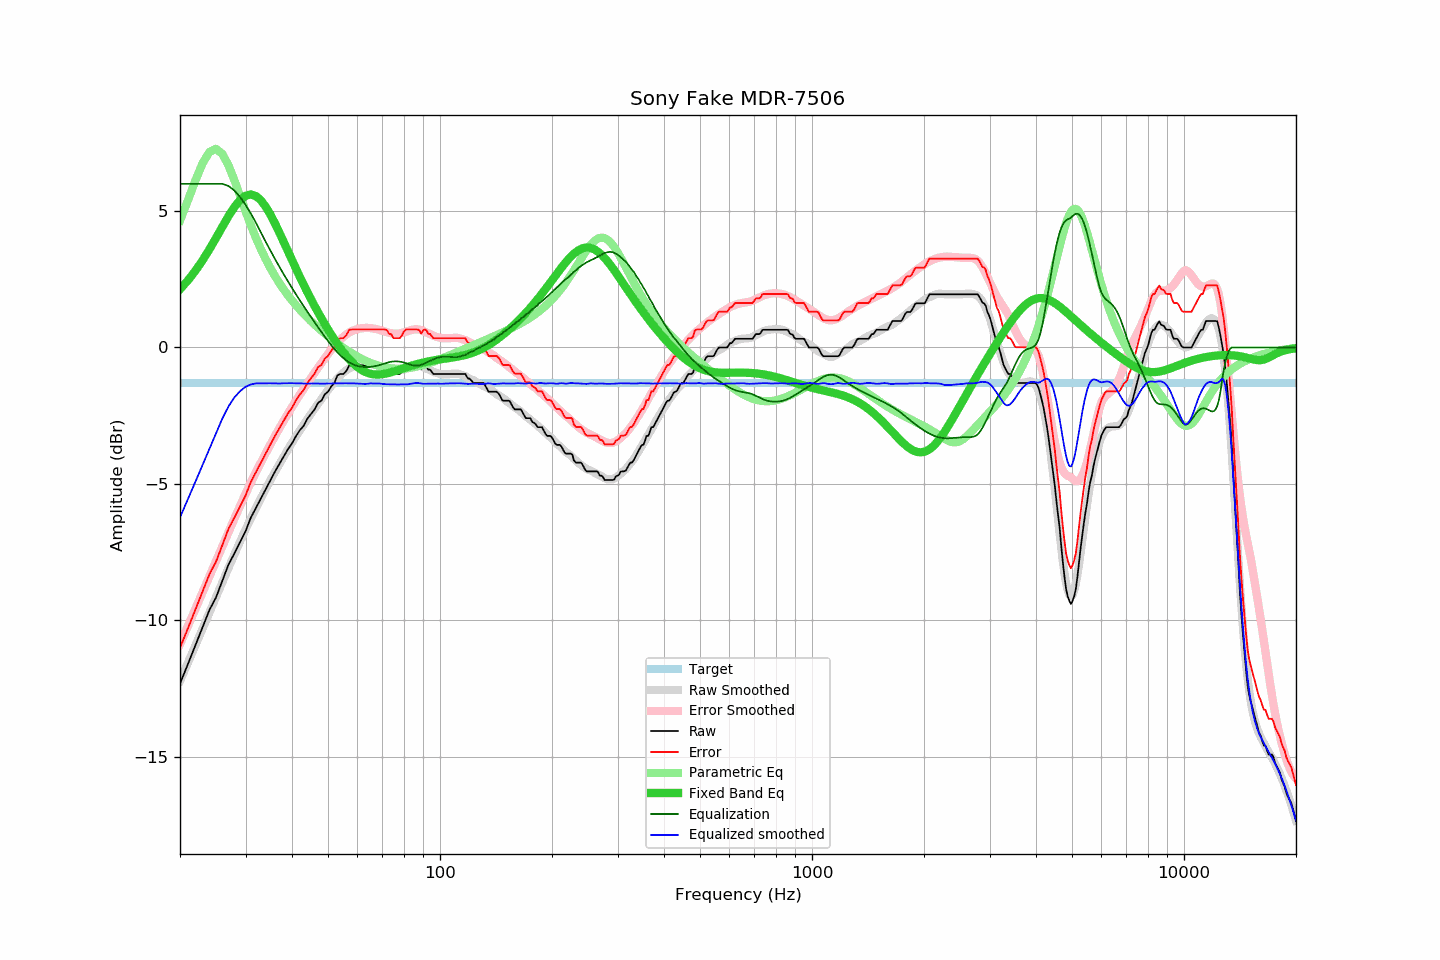 Sony Fake MDR-7506
Amplitude (dBr)
5
0
−5
−10
−15
Target
Raw Smoothed
Error Smoothed
Raw
Error
Parametric Eq
Fixed Band Eq
Equalization
Equalized smoothed
100
1000
10000
Frequency (Hz)